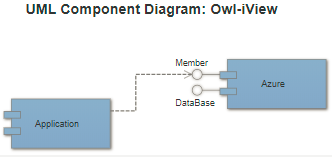 UML Component Diagram: Owl-iView
Member
Azure
DataBase
Application